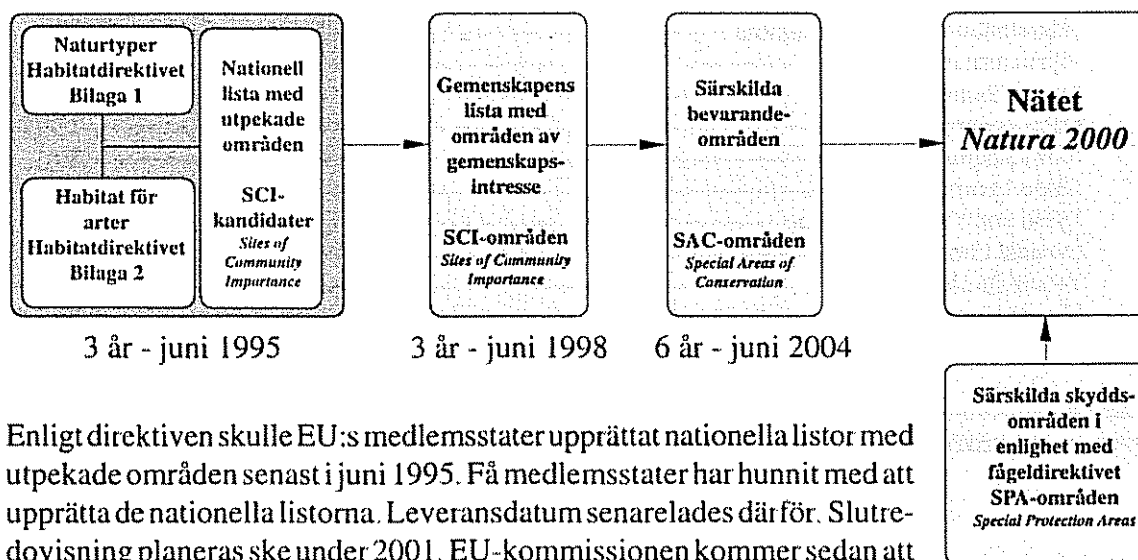 Naturtyper
Habitatdirektivet
Bilaga 1
Habitat för
arter
Habitatdirektivet
Bilaga 2
Nationell
lista med
utpekade
områden
SCI-
kandidater
Sites of
Community
Importance
Gemenskapens
lista med
områden av
gemenskaps-
intresse
SCI-områden
Sites of Community
Importance
Särskilda
bevarande-
områden
SAC-områden
Special Areas of
Conservation
Nätet
Natura 2000
3 år - juni 1995
3 år - juni 1998
6 år - juni 2004
Särskilda skydds-
områden i
enlighet med
fågeldirektivet
SPA-områden
Special Protection Areas
Enligt direktiven skulle EU:s medlemsstater upprättat nationella listor med
utpekade områden senast i juni 1995. Få medlemsstater har hunnit med att
upprätta de nationella listorna. Leveransdatum senarelades därför. Slutre-
dovisning planeras ske under 2001. EU-kommissionen kommer sedan att